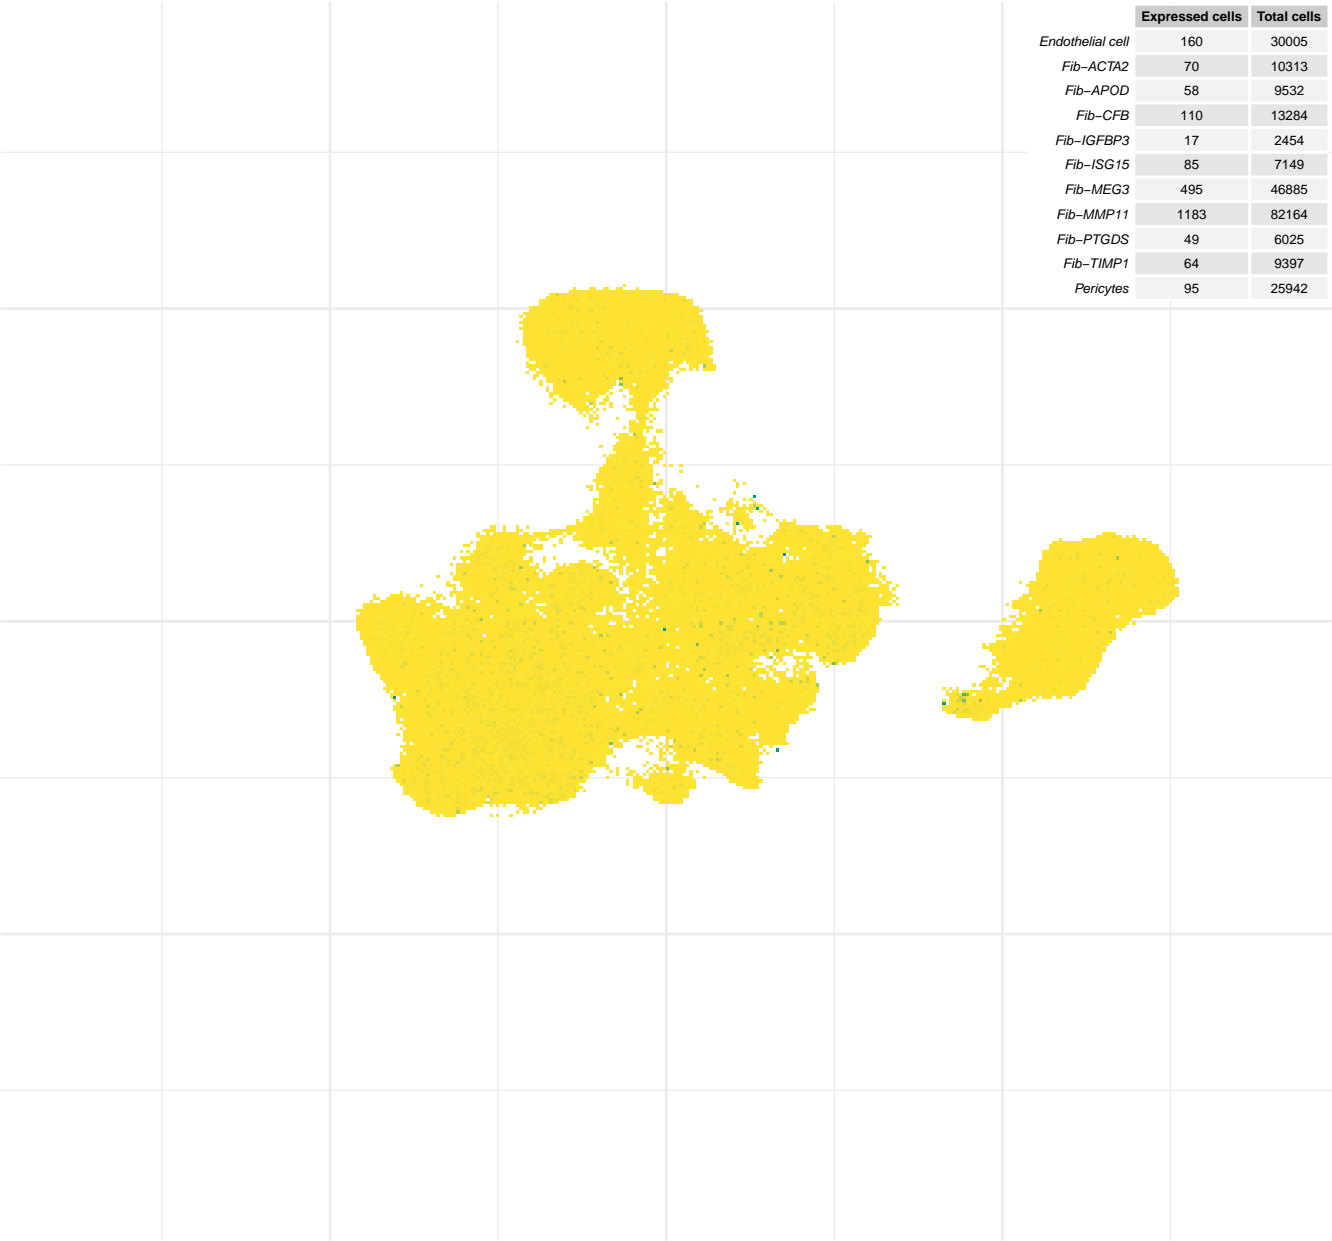 Expressed cells Total cells
Endothelial cell 160 30005
Fib−ACTA2 70 10313
Fib−APOD 58 9532
Fib−CFB 110 13284
Fib−IGFBP3 17 2454
Fib−ISG15 85 7149
Fib−MEG3 495 46885
Fib−MMP11 1183 82164
Fib−PTGDS 49 6025
Fib−TIMP1 64 9397
Pericytes 95 25942